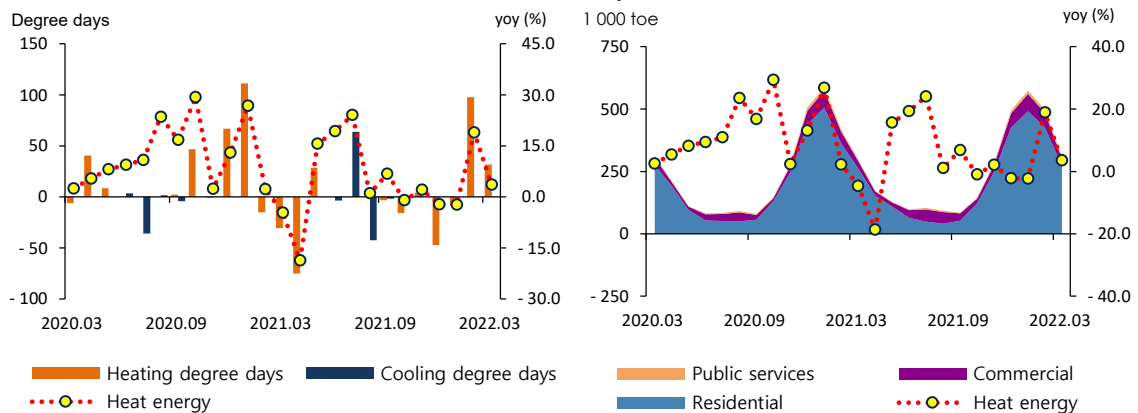 Degree days
yoy (%)
150
100
50
0
- 50
- 100
45.0
30.0
15.0
0.0
- 15.0
- 30.0
2020.03
2020.09
2021.03
2021.09
2022.03
Heating degree days
Cooling degree days
Heat energy
1 000 toe
yoy (%)
750
500
250
0
- 250
40.0
20.0
0.0
- 20.0
- 40.0
2020.03
2020.09
2021.03
2021.09
2022.03
Public services
Commercial
Residential
Heat energy